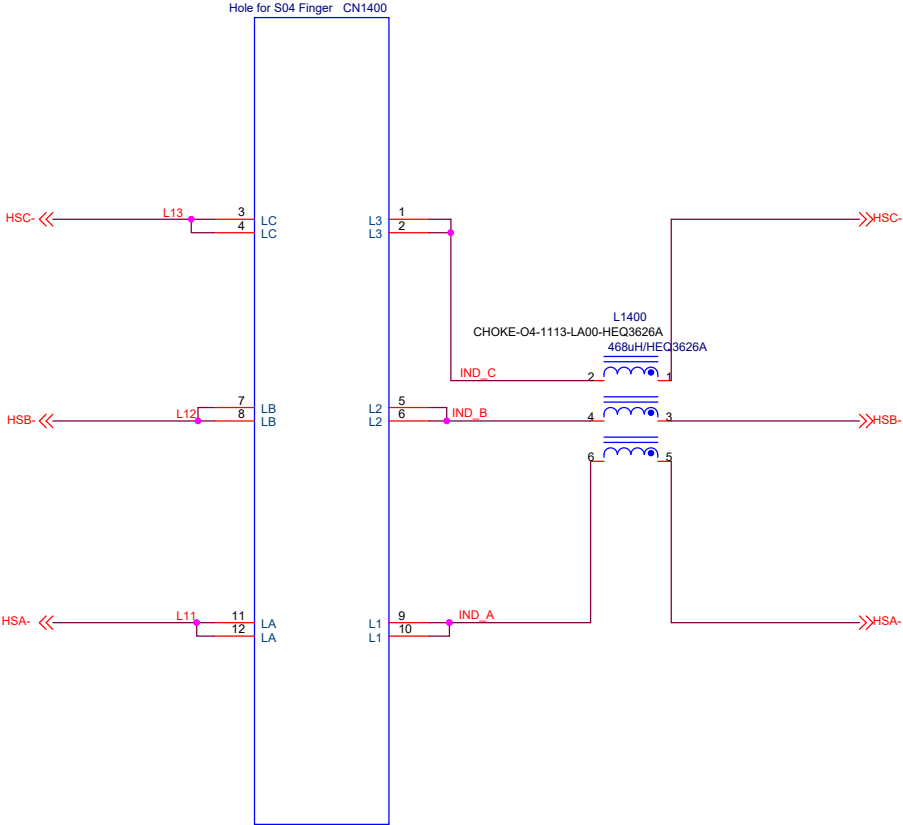 Hole for S04 Finger CN1400
HSC-
L13
3
LC
4
LC
1
L3
2
L3
HSC-
L1400
CHOKE-O4-1113-LA00-HEQ3626A
468uH/HEQ3626A
IND_C
2
1
HSB-
L12
7
LB
8
LB
5
L2
6
L2
IND_B
4
3
HSB-
6
5
HSA-
L11
11
LA
12
LA
9
L1
10
L1
IND_A
HSA-